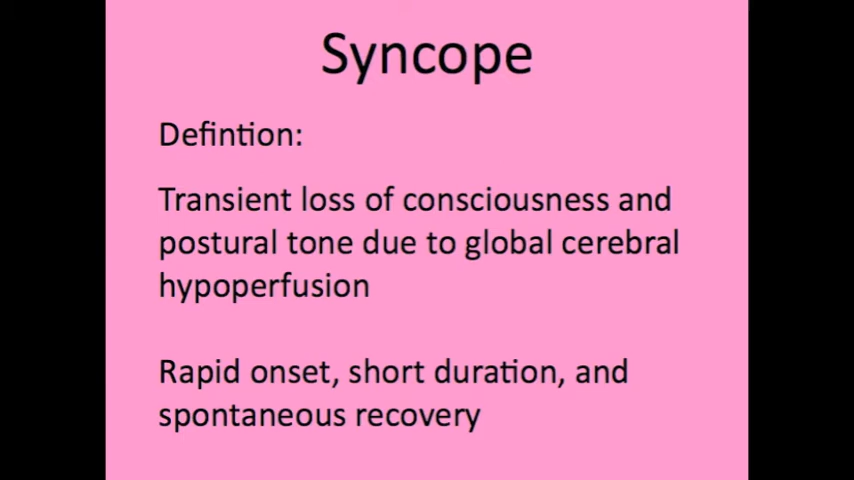 Syncope
Defintion:
Transient loss of consciousness and
postural tone due to global cerebral
hypoperfusion
Rapid onset, short duration, and
spontaneous recovery